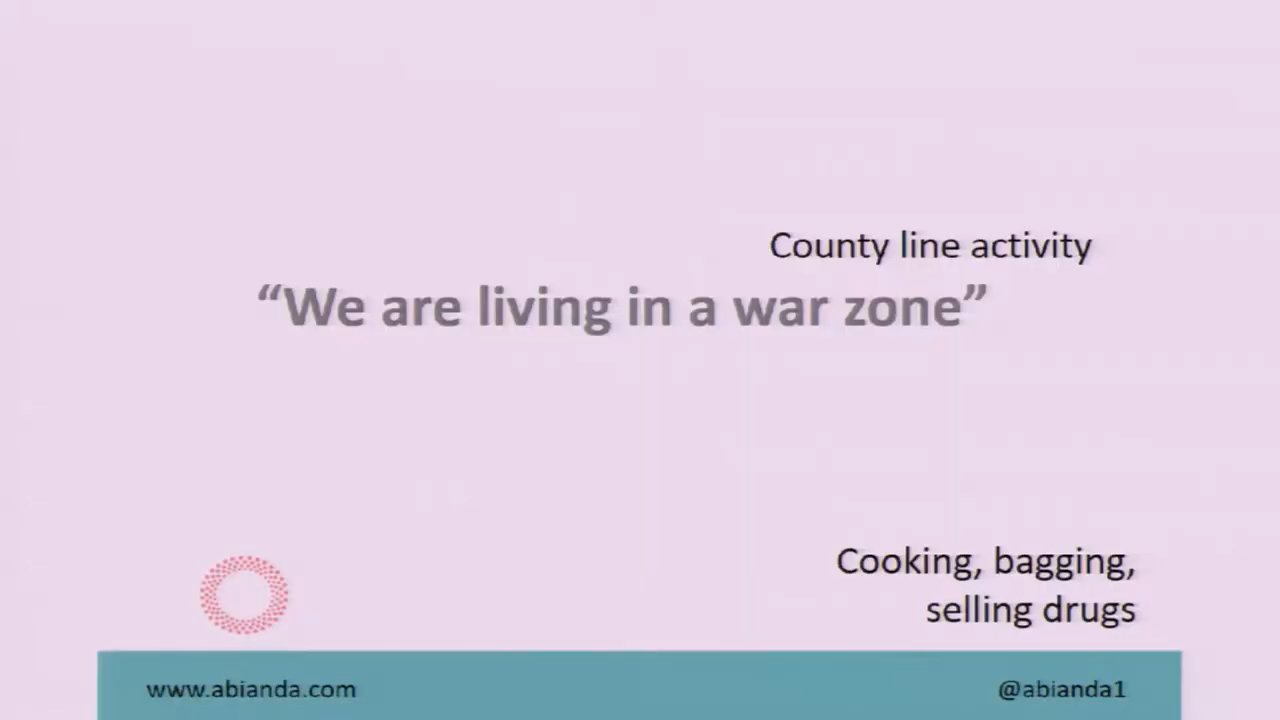 County line activity
“We are living in a war zone”
Cooking, bagging,
selling drugs
www.abianda.com
@abianda1